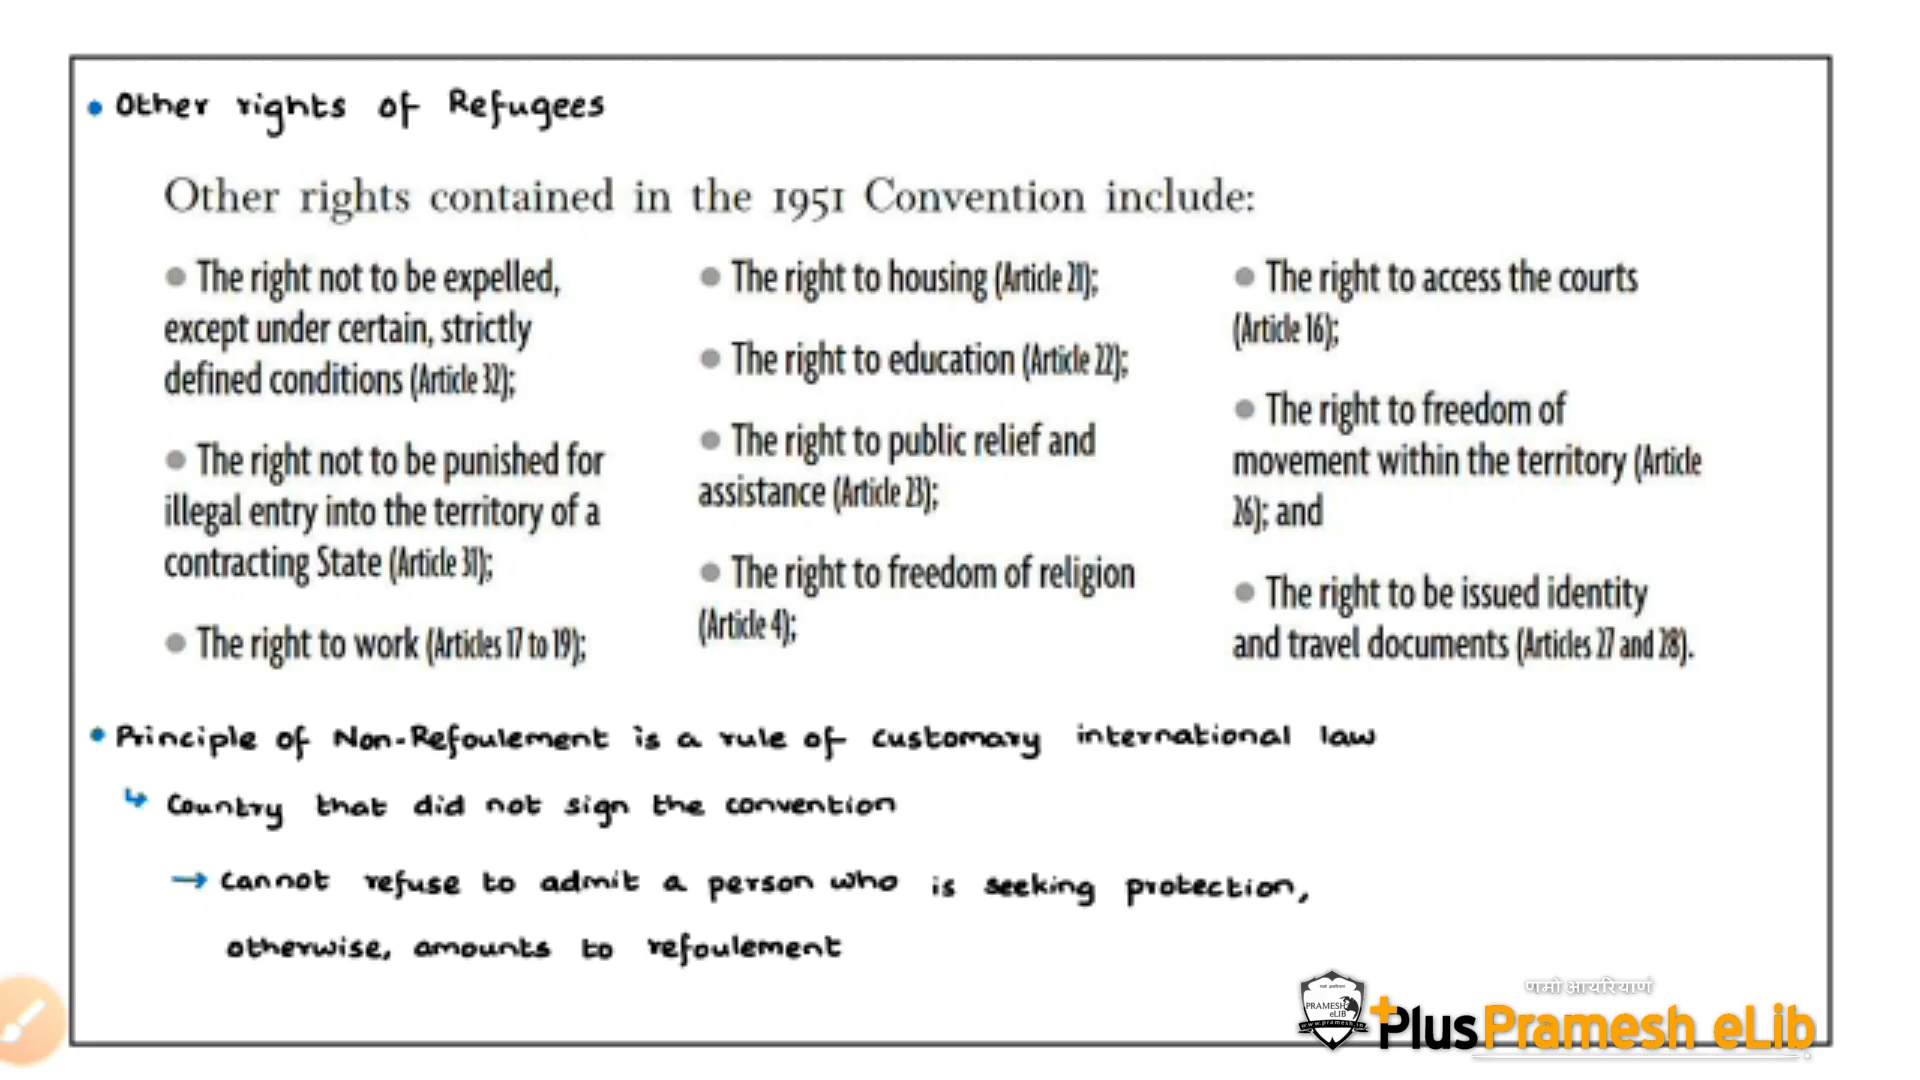 • Other rights of Refugees
Other rights contained in the 1951 Convention include:
● The right not to be expelled,
except under certain, strictly
defined conditions (Article 32);
● The right not to be punished for
illegal entry into the territory of a
contracting State (Article 31);
● The right to work (Articles 17 to 19);
● The right to housing (Article 21);
● The right to education (Article 22);
● The right to public relief and
assistance (Article 23);
● The right to freedom of religion
(Article 4);
● The right to access the courts
(Article 16);
● The right to freedom of
movement within the territory (Article
26); and
● The right to be issued identity
and travel documents (Articles 27 and 28).
• Principle of Non-Refoulement is a rule of customary international law
↳ Country that did not sign the convention
→ cannot refuse to admit a person who is seeking protection,
otherwise, amounts to refoulement
णमो आयरियाणं
PRAMESH
eLIB
www.pramesh.in
+Plus Pramesh eLib